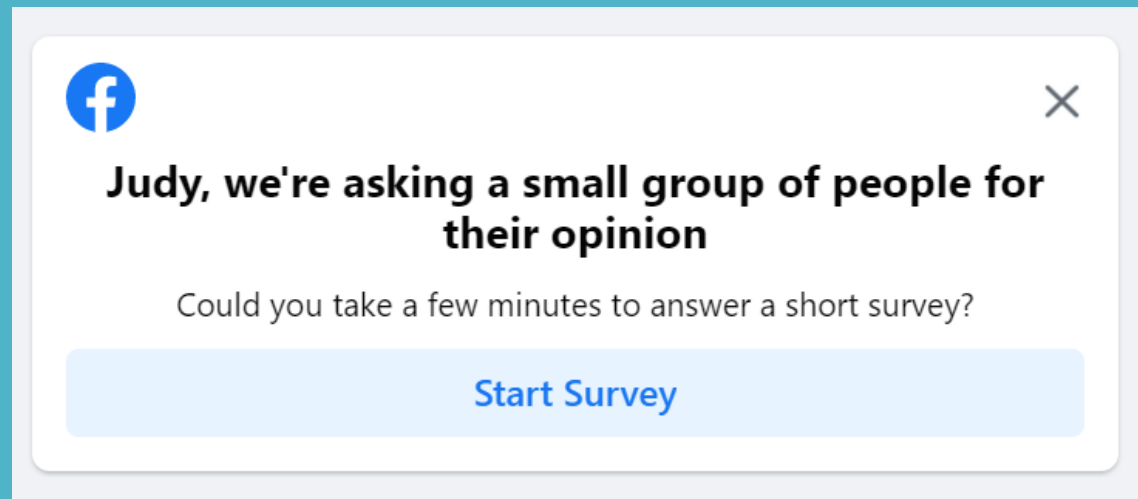 Judy, we're asking a small group of people for
their opinion
Could you take a few minutes to answer a short survey?
Start Survey